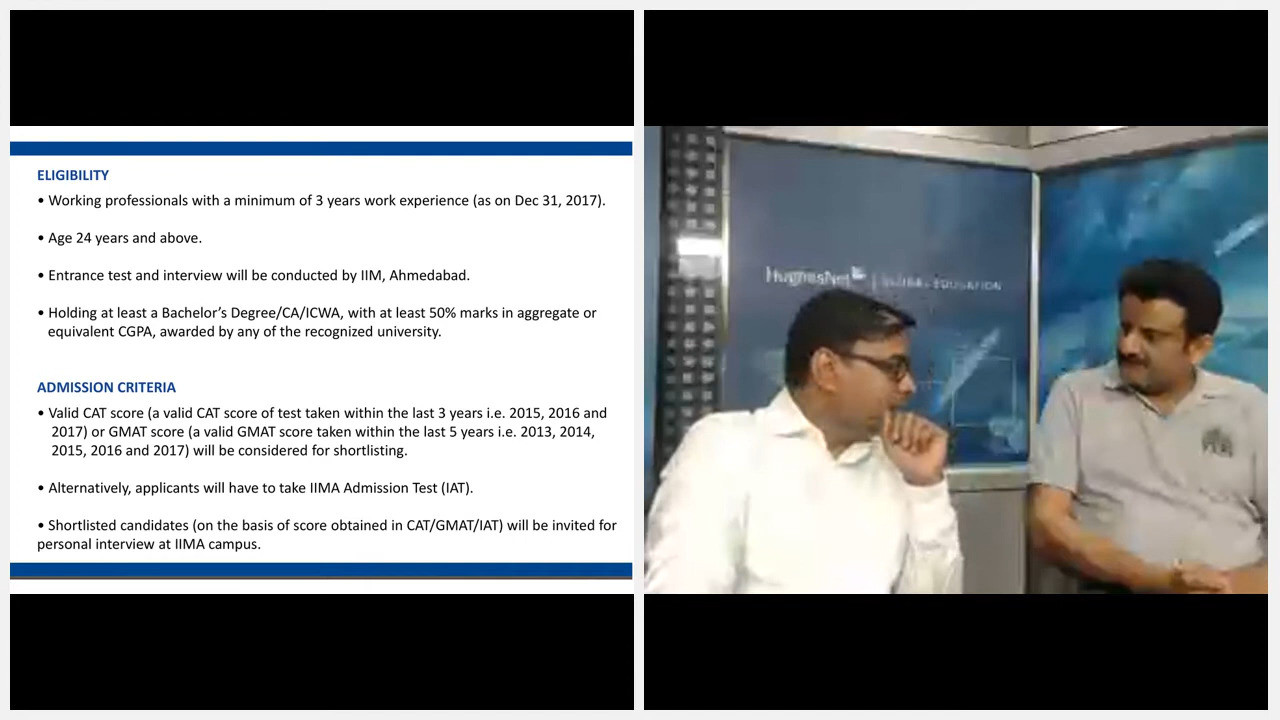 ELIGIBILITY
• Working professionals with a minimum of 3 years work experience (as on Dec 31, 2017).
• Age 24 years and above.
• Entrance test and interview will be conducted by IIM, Ahmedabad.
• Holding at least a Bachelor’s Degree/CA/ICWA, with at least 50% marks in aggregate or
equivalent CGPA, awarded by any of the recognized university.
ADMISSION CRITERIA
• Valid CAT score (a valid CAT score of test taken within the last 3 years i.e. 2015, 2016 and
2017) or GMAT score (a valid GMAT score taken within the last 5 years i.e. 2013, 2014,
2015, 2016 and 2017) will be considered for shortlisting.
• Alternatively, applicants will have to take IIMA Admission Test (IAT).
• Shortlisted candidates (on the basis of score obtained in CAT/GMAT/IAT) will be invited for
personal interview at IIMA campus.
HughesNet | GLOBAL EDUCATION